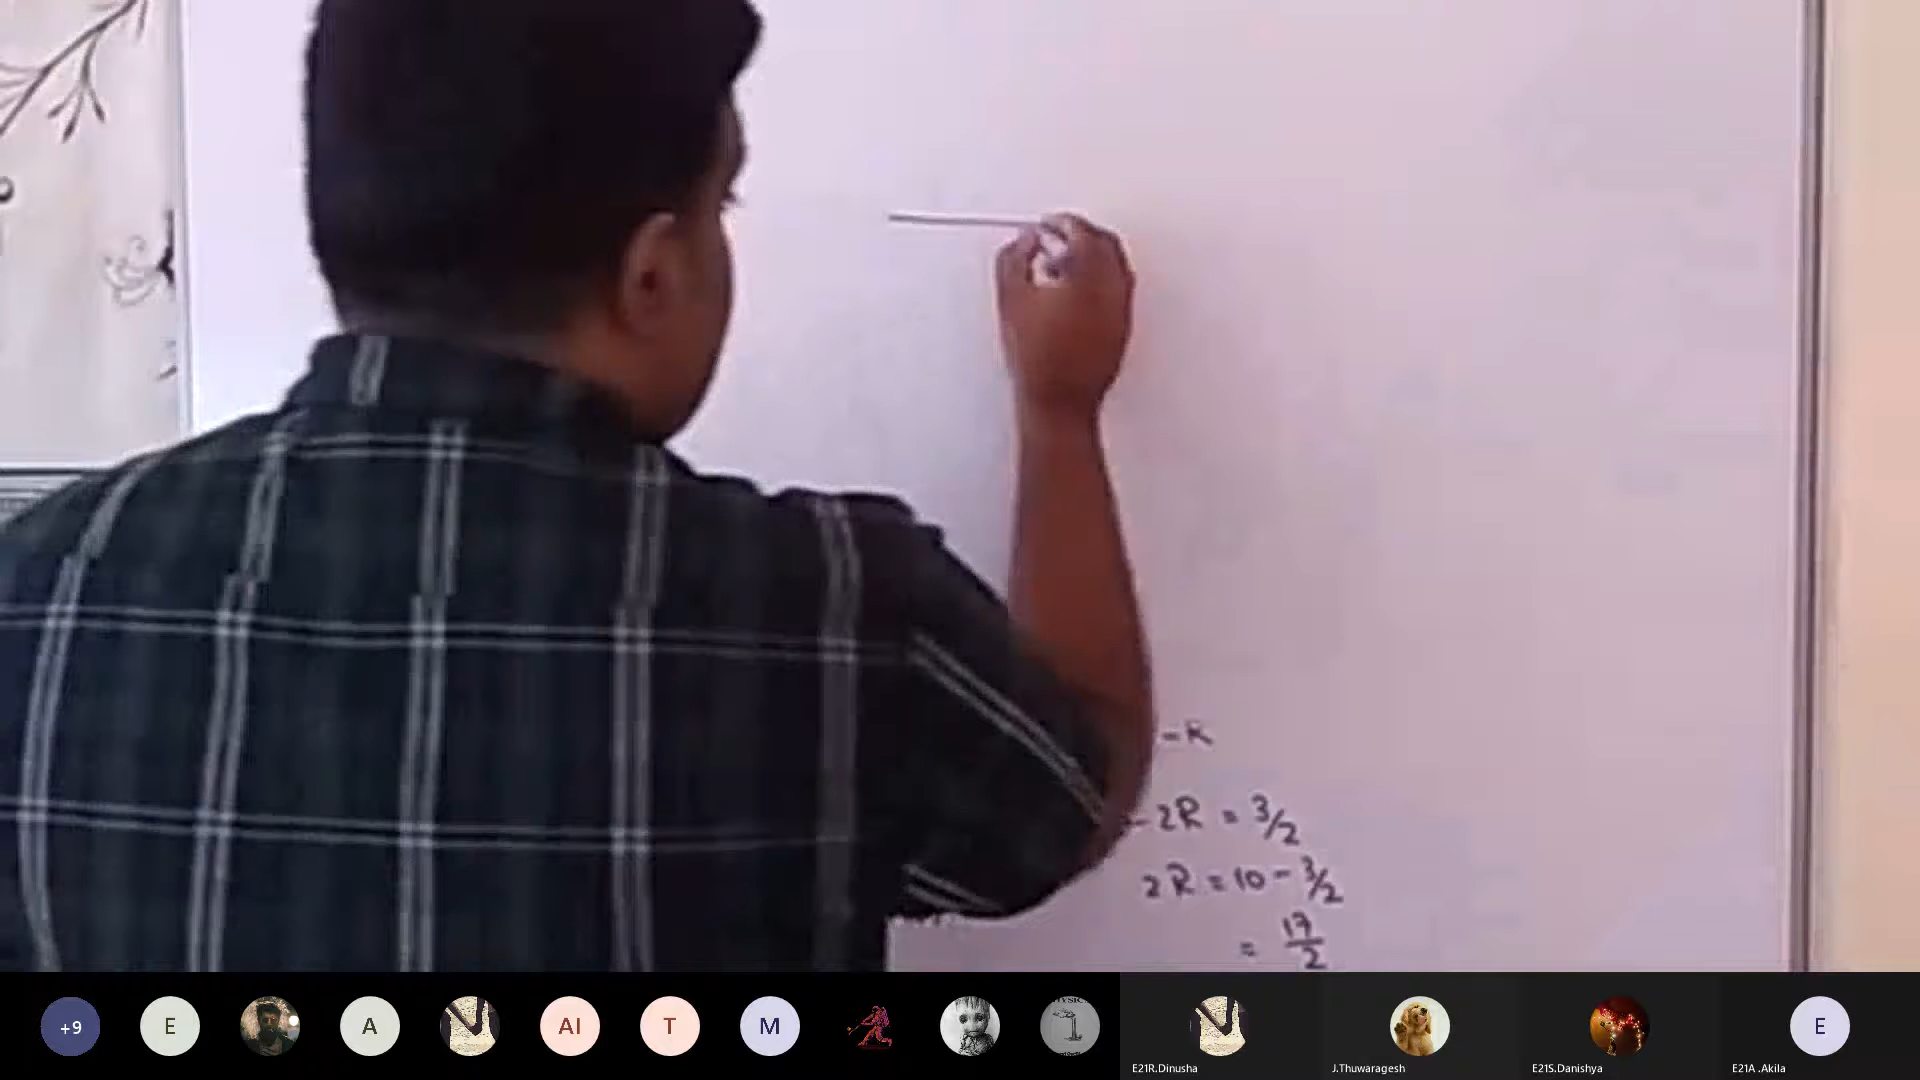 -R
-2R = 3/2
2R = 10 - 3/2
= 17/2
+9
E
A
AI
T
M
E
E21R.Dinusha
J.Thuwaragesh
E21S.Danishya
E21A .Akila